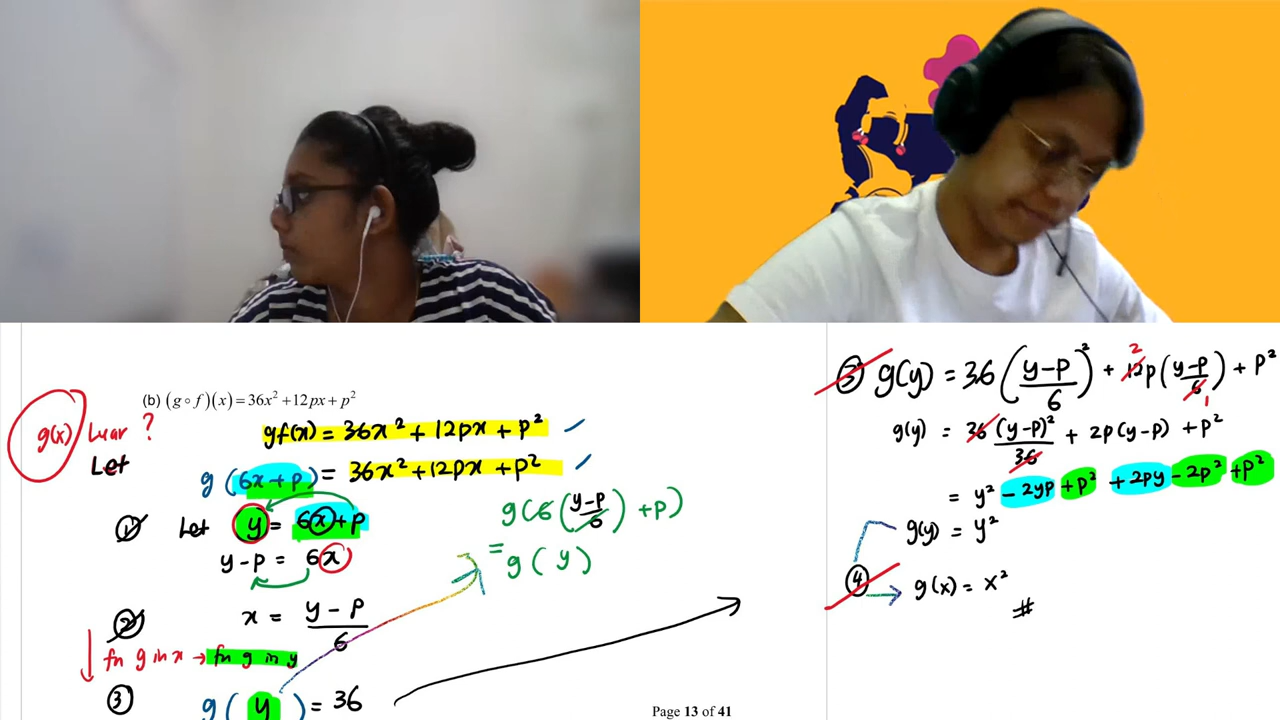 (b) (g∘f)(x) = 36x² + 12px + p²
g(x) Luar ?
gf(x) = 36x² + 12px + p²
Let
g(6x+p) = 36x² + 12px + p²
① Let y = 6x + p
y - p = 6x
② x = (y - p)/6
fn g in x → fn g in y
③ g( y ) = 36
g(6((y-p)/6) + p)
= g( y )
Page 13 of 41
③ g(y) = 36((y-p)/6)² + 12p((y-p)/6) + p²
2
1
g(y) = 36(y-p)²/36 + 2p(y-p) + p²
= y² - 2yp + p² + 2py - 2p² + p²
g(y) = y²
④ → g(x) = x²
#